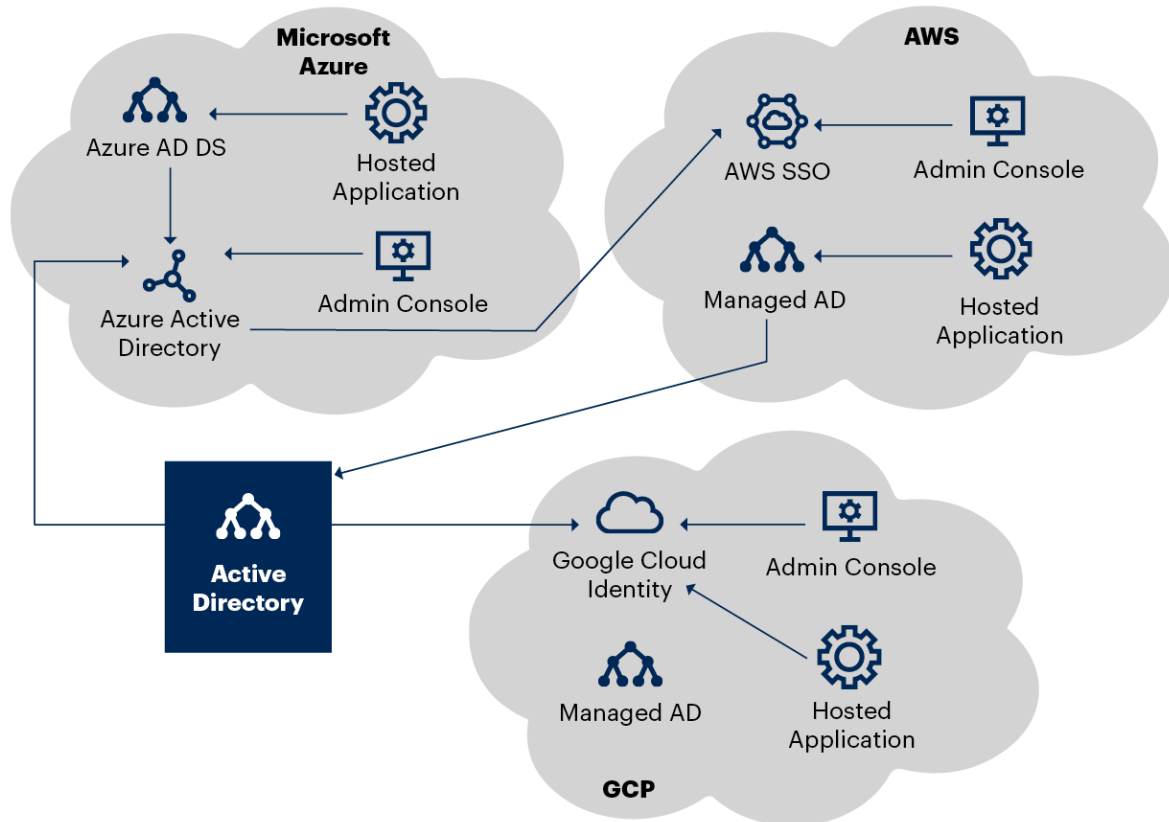 Microsoft
Azure
Azure AD DS
Hosted
Application
Azure Active
Directory
Admin Console
AWS
AWS SSO
Admin Console
Managed AD
Hosted
Application
Active
Directory
Google Cloud
Identity
Admin Console
Managed AD
Hosted
Application
GCP